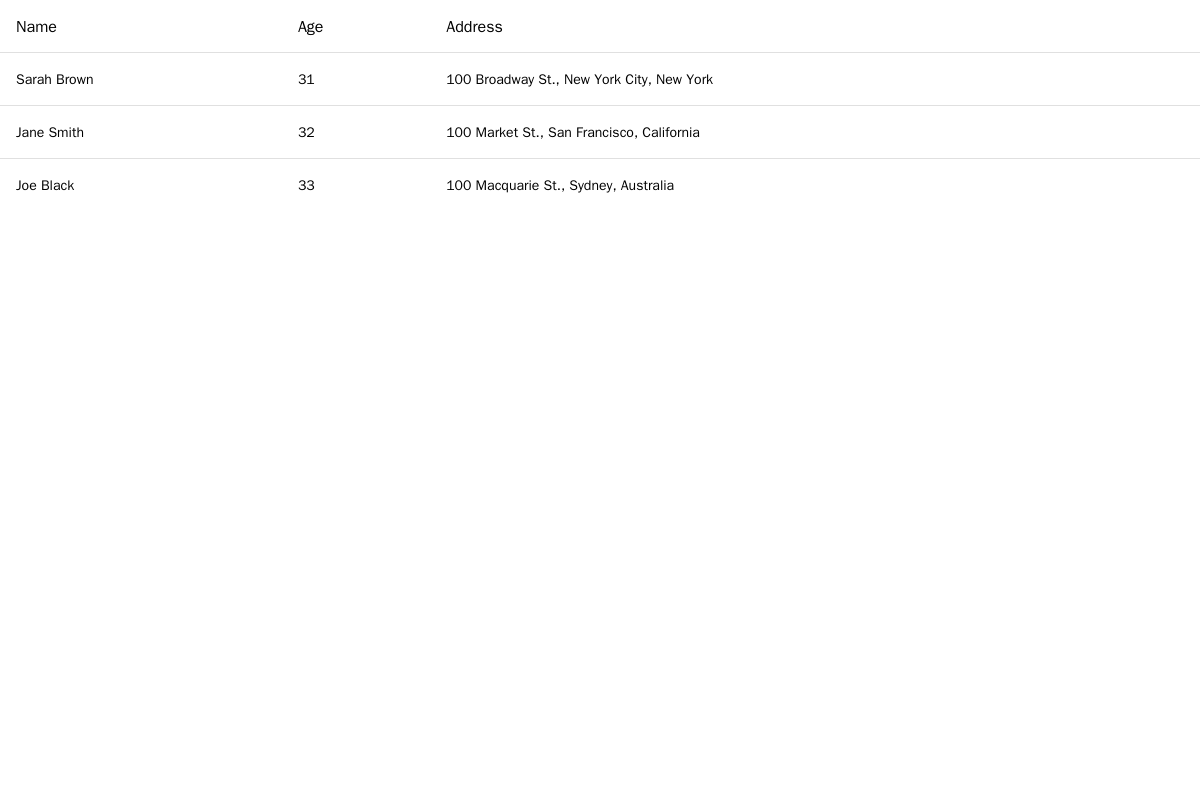 Name Age Address
Sarah Brown 31 100 Broadway St., New York City, New York
Jane Smith 32 100 Market St., San Francisco, California
Joe Black 33 100 Macquarie St., Sydney, Australia